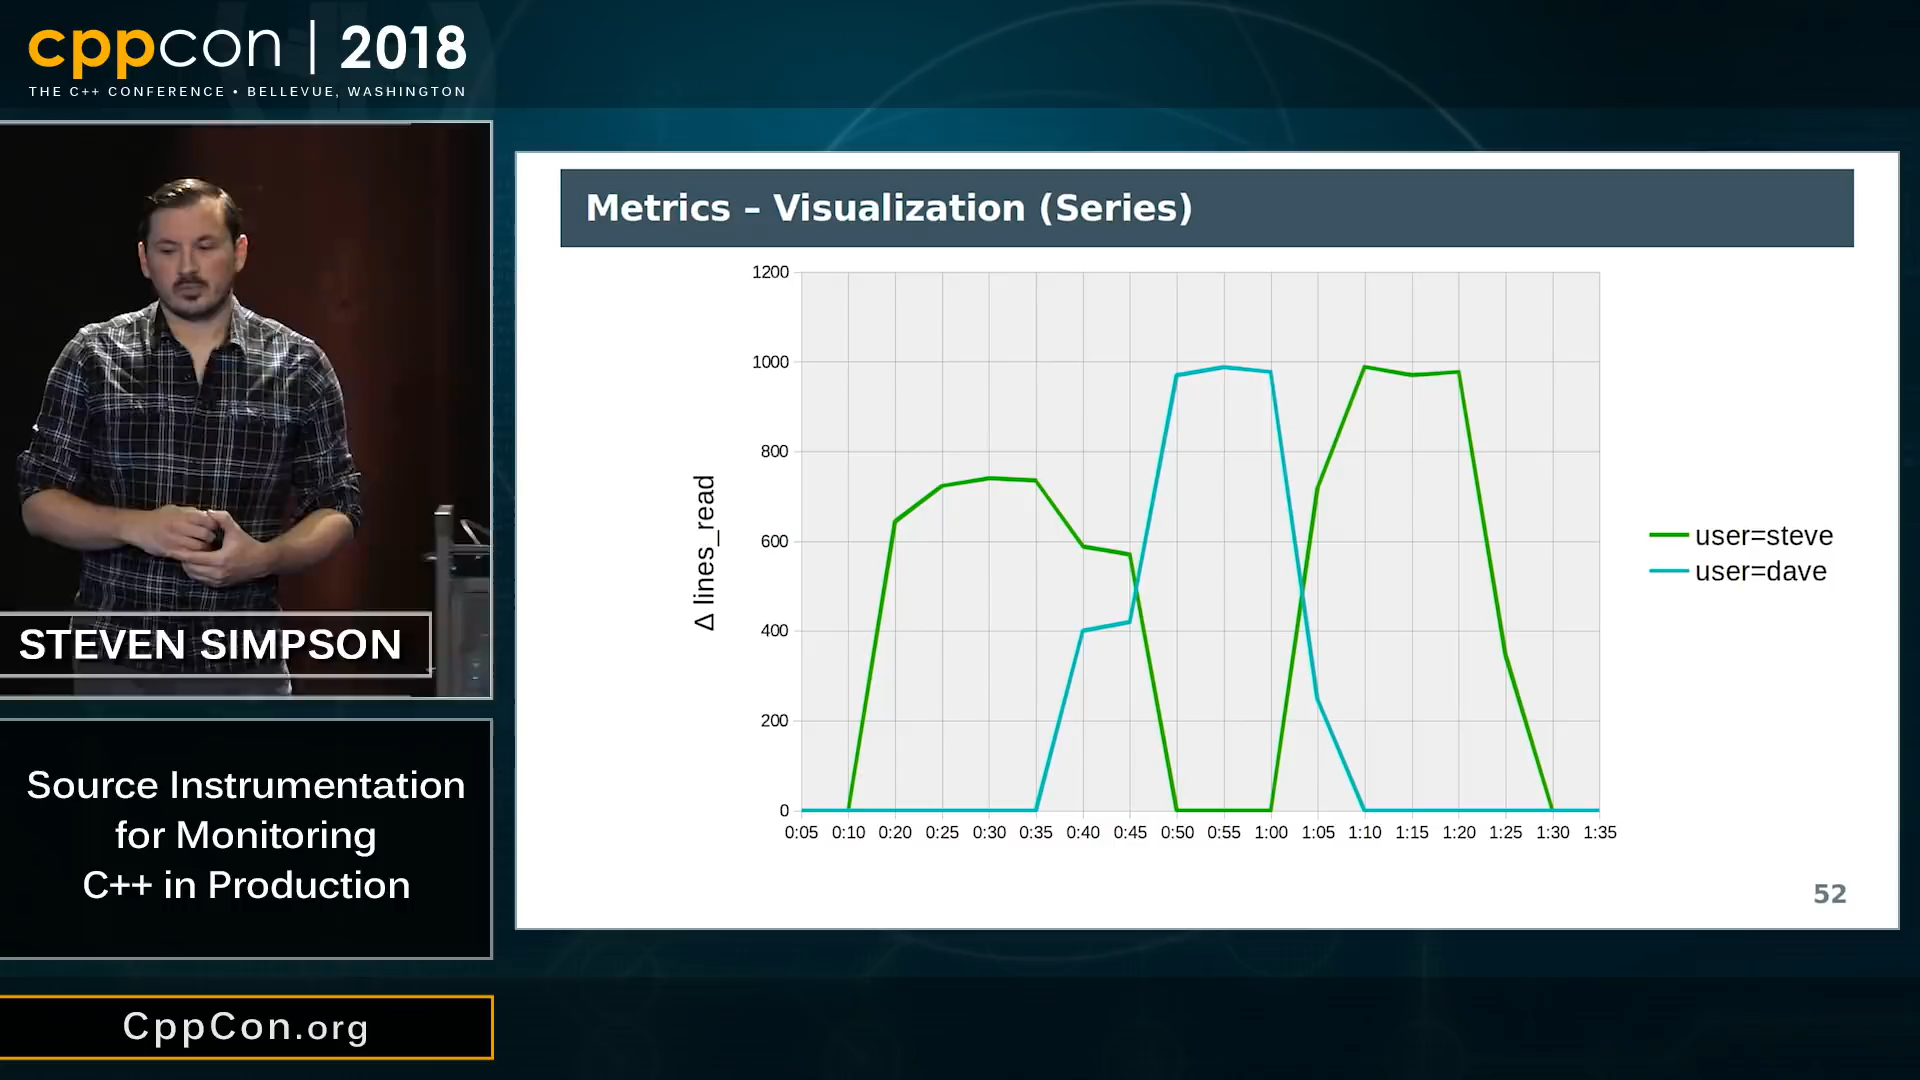 cppcon | 2018
THE C++ CONFERENCE • BELLEVUE, WASHINGTON
STEVEN SIMPSON
Source Instrumentation
for Monitoring
C++ in Production
CppCon.org
Metrics – Visualization (Series)
1200
1000
800
600
400
200
0
Δ lines_read
0:05 0:10 0:20 0:25 0:30 0:35 0:40 0:45 0:50 0:55 1:00 1:05 1:10 1:15 1:20 1:25 1:30 1:35
user=steve
user=dave
52